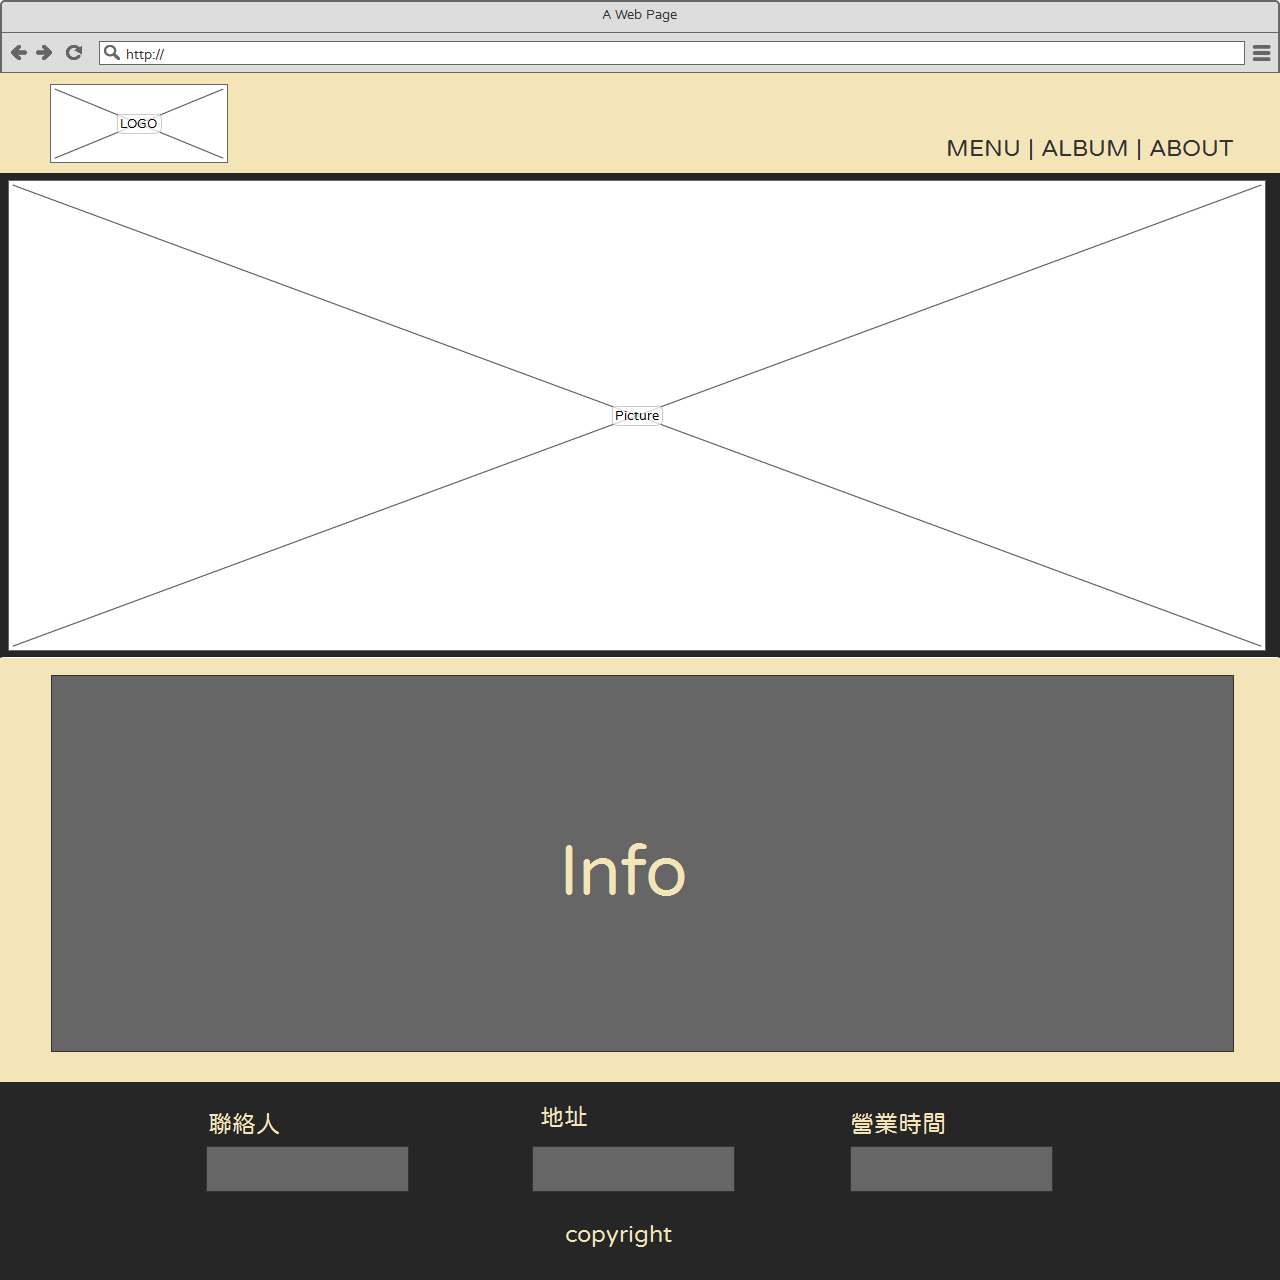 A Web Page
http://
LOGO
MENU | ALBUM | ABOUT
Picture
Info
聯絡人
地址
營業時間
copyright